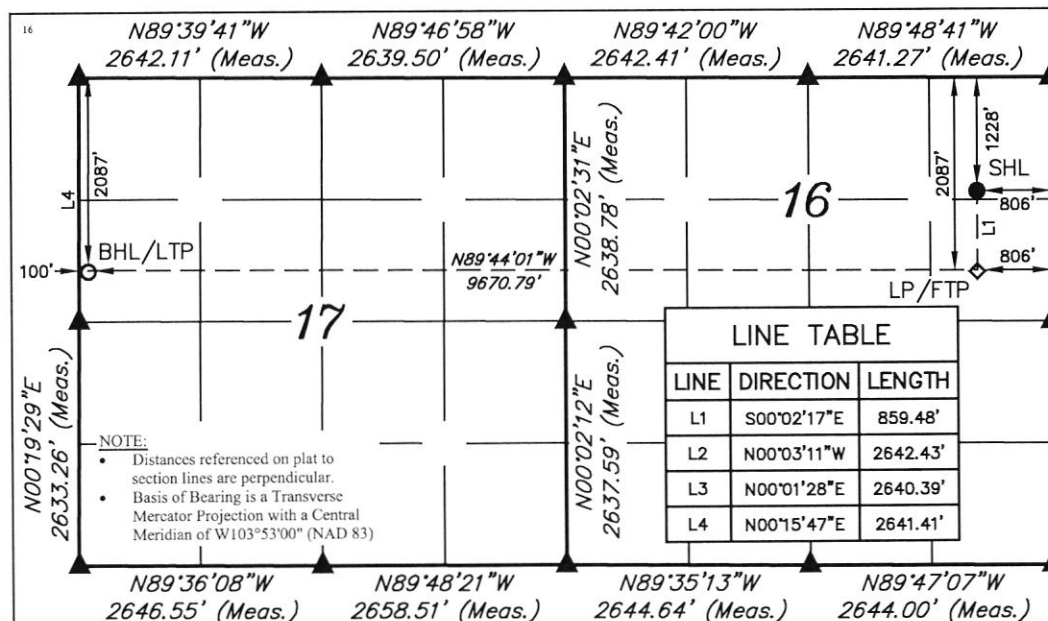 16
N89°39'41"W
2642.11' (Meas.)
N89°46'58"W
2639.50' (Meas.)
N89°42'00"W
2642.41' (Meas.)
N89°48'41"W
2641.27' (Meas.)
L4
2087'
N00°02'31"E
2638.78' (Meas.)
16
2087'
1228'
SHL
806'
L1
100'
BHL/LTP
N89°44'01"W
9670.79'
806'
LP/FTP
17
N00°19'29"E
2633.26' (Meas.)
N00°02'12"E
2637.59' (Meas.)
LINE TABLE
LINE DIRECTION LENGTH
L1 S00°02'17"E 859.48'
L2 N00°03'11"W 2642.43'
L3 N00°01'28"E 2640.39'
L4 N00°15'47"E 2641.41'
NOTE:
• Distances referenced on plat to
section lines are perpendicular.
• Basis of Bearing is a Transverse
Mercator Projection with a Central
Meridian of W103°53'00" (NAD 83)
N89°36'08"W
2646.55' (Meas.)
N89°48'21"W
2658.51' (Meas.)
N89°35'13"W
2644.64' (Meas.)
N89°47'07"W
2644.00' (Meas.)